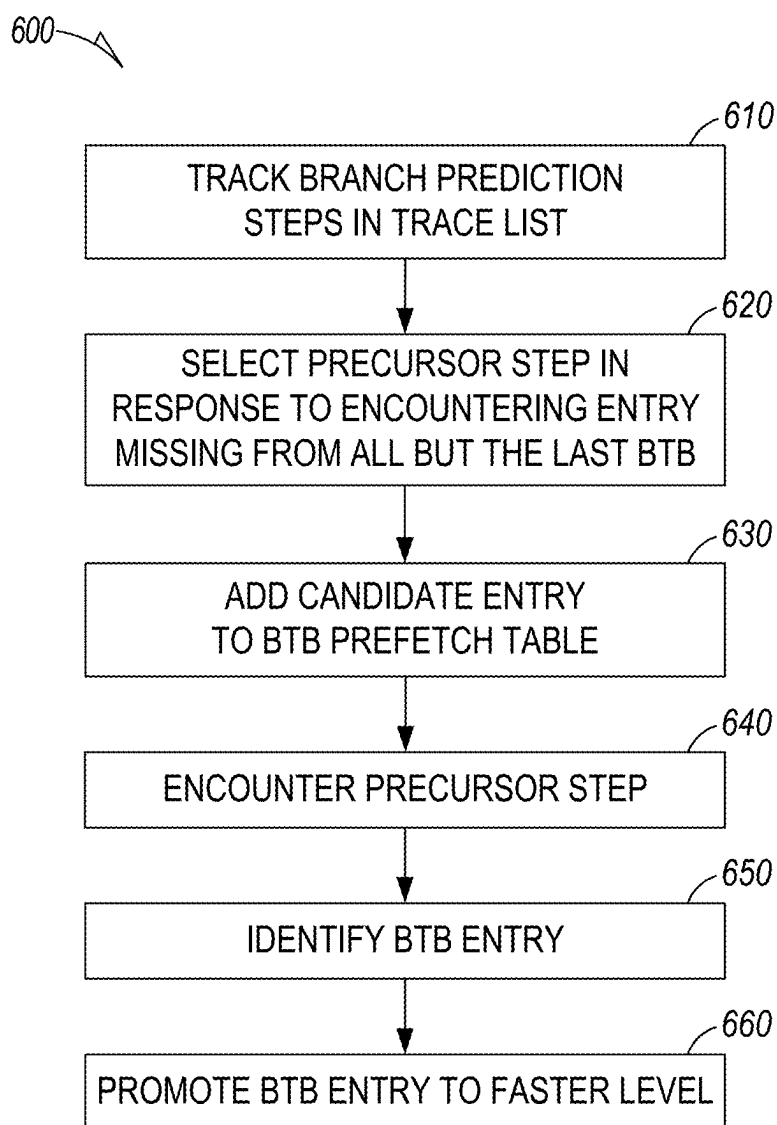 600
610
TRACK BRANCH PREDICTION
STEPS IN TRACE LIST
620
SELECT PRECURSOR STEP IN
RESPONSE TO ENCOUNTERING ENTRY
MISSING FROM ALL BUT THE LAST BTB
630
ADD CANDIDATE ENTRY
TO BTB PREFETCH TABLE
640
ENCOUNTER PRECURSOR STEP
650
IDENTIFY BTB ENTRY
660
PROMOTE BTB ENTRY TO FASTER LEVEL